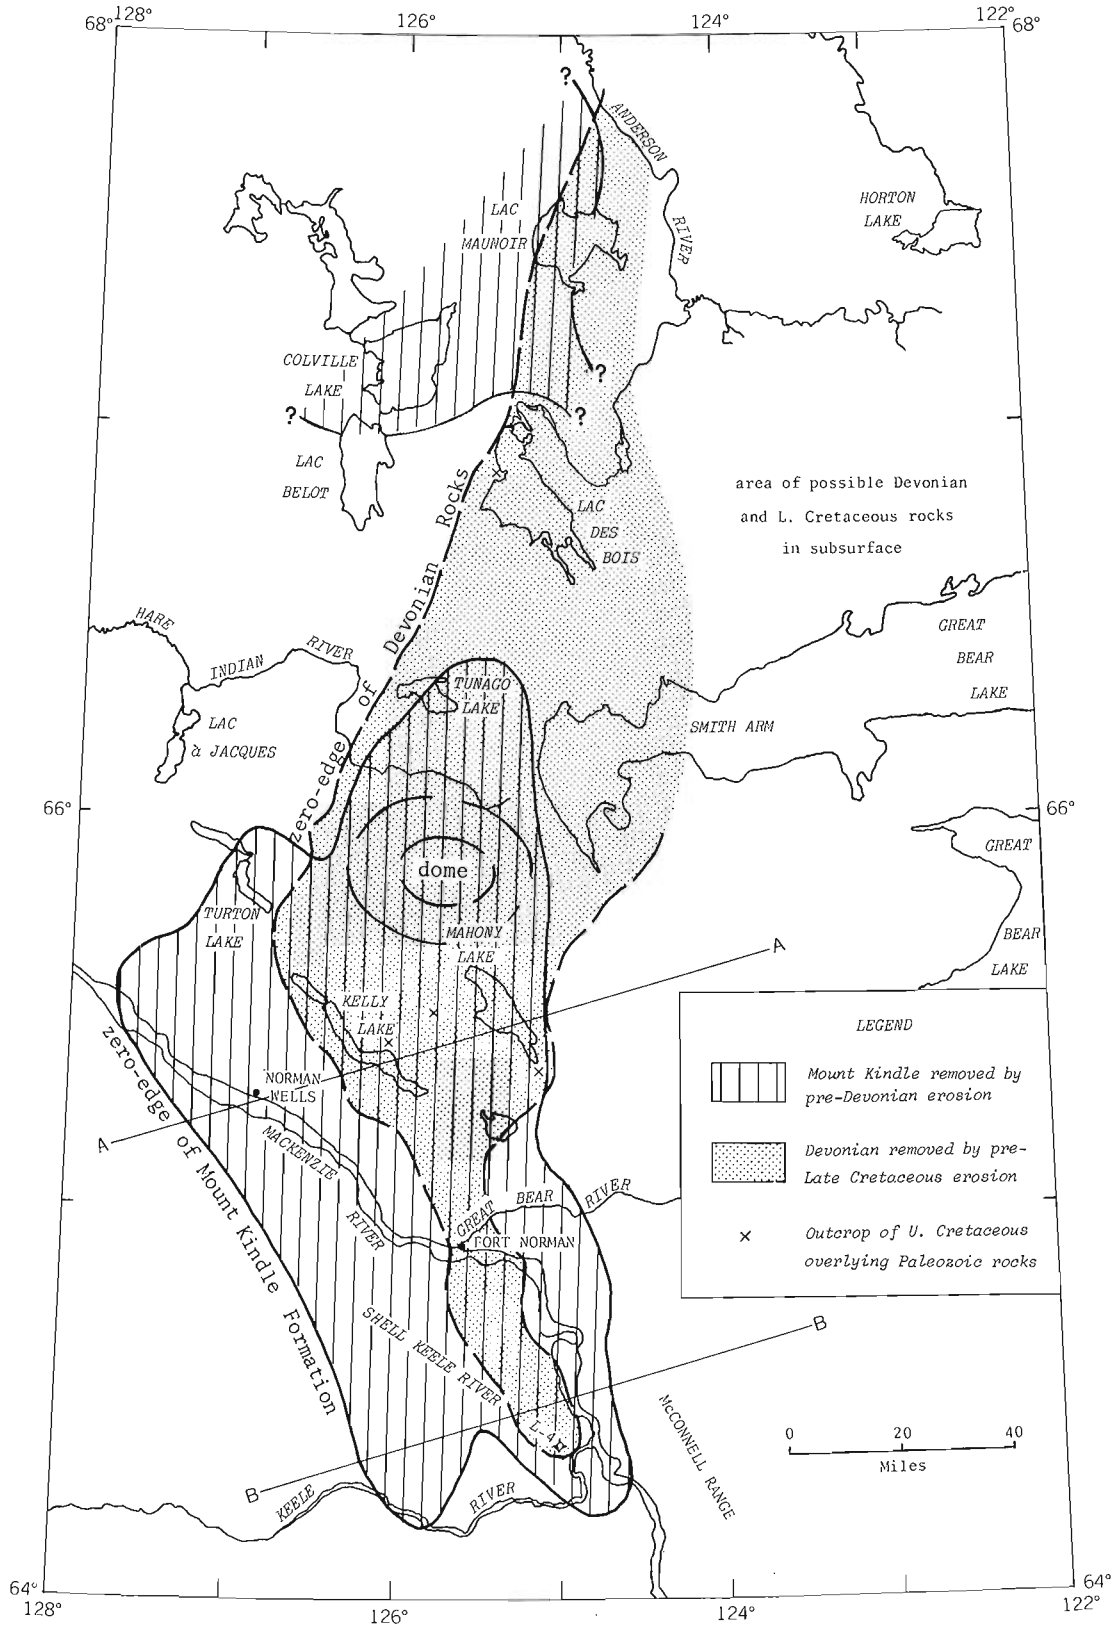 128° 126° 124° 122°
68° 68°
?
ANDERSON
RIVER
HORTON
LAKE
LAC
MAUNOIR
COLVILLE
LAKE
?
?
?
LAC
BELOT
LAC
DES
BOIS
area of possible Devonian
and L. Cretaceous rocks
in subsurface
zero-edge of Devonian Rocks
HARE
INDIAN
RIVER
LAC
à JACQUES
TUNAGO
LAKE
GREAT
BEAR
LAKE
SMITH ARM
66° 66°
GREAT
BEAR
LAKE
dome
TURTON
LAKE
MAHONY
LAKE
KELLY
LAKE
A
A
NORMAN
WELLS
MACKENZIE
RIVER
zero-edge of Mount Kindle Formation
GREAT
BEAR
RIVER
FORT NORMAN
SHELL KEELE RIVER
L-4
B
B
KEELE
RIVER
McCONNELL RANGE
LEGEND
Mount Kindle removed by
pre-Devonian erosion
Devonian removed by pre-
Late Cretaceous erosion
Outcrop of U. Cretaceous
overlying Paleozoic rocks
0 20 40
Miles
64° 64°
128° 126° 124° 122°